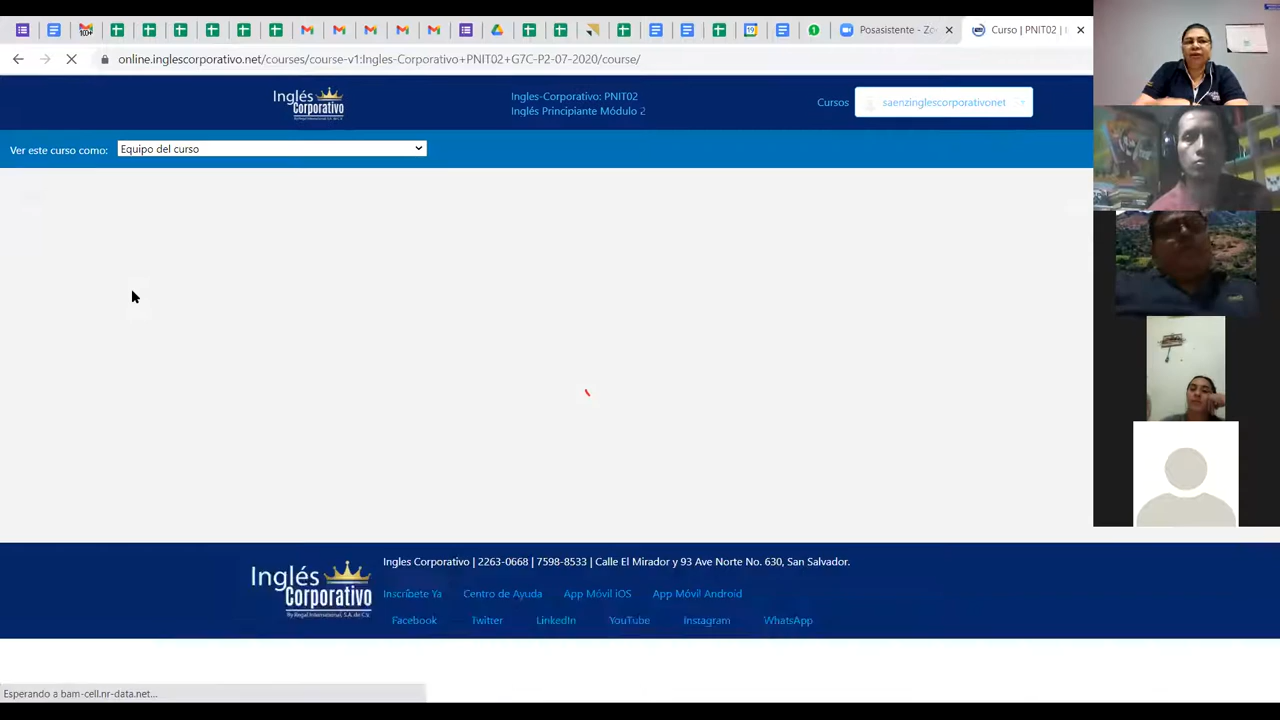 Posasistente - Zo
Curso | PNIT02 | I
online.inglescorporativo.net/courses/course-v1:Ingles-Corporativo+PNIT02+G7C-P2-07-2020/course/
Inglés
Corporativo
Ingles-Corporativo: PNIT02
Inglés Principiante Módulo 2
Cursos
saenzinglescorporativonet
Ver este curso como:
Equipo del curso
Inglés
Corporativo
By Regal International, S.A. de C.V.
Ingles Corporativo | 2263-0668 | 7598-8533 | Calle El Mirador y 93 Ave Norte No. 630, San Salvador.
Inscríbete Ya
Centro de Ayuda
App Móvil iOS
App Móvil Android
Facebook
Twitter
LinkedIn
YouTube
Instagram
WhatsApp
Esperando a bam-cell.nr-data.net...